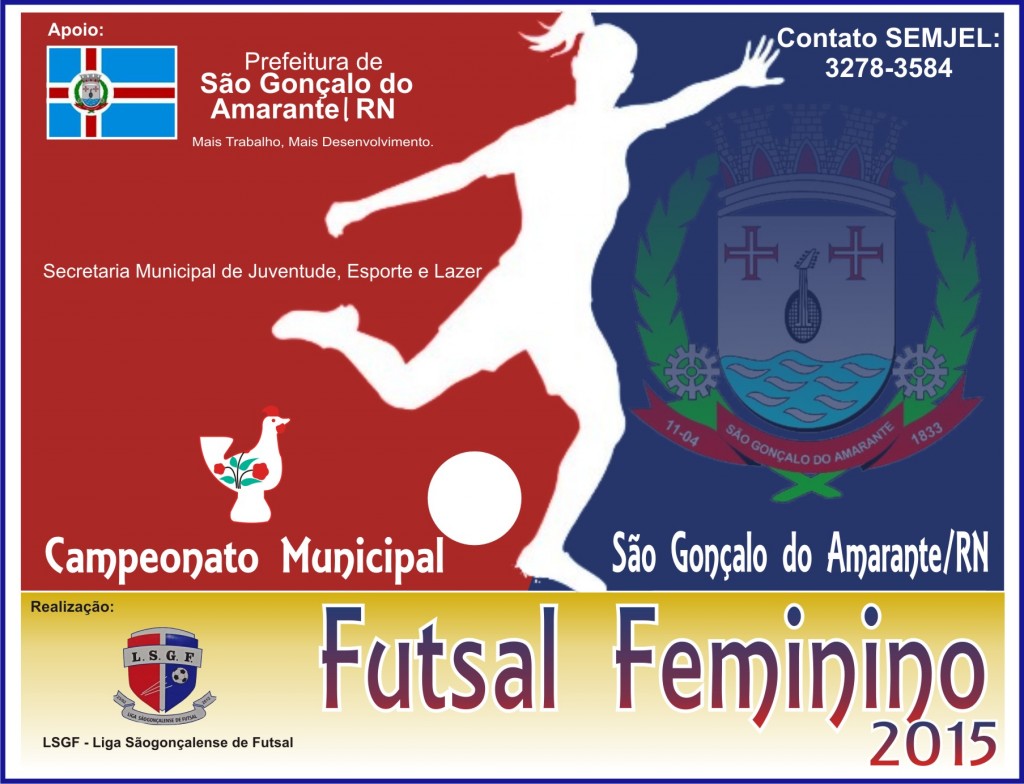 Apoio:
Prefeitura de
São Gonçalo do
Amarante| RN
Mais Trabalho, Mais Desenvolvimento.
Contato SEMJEL:
3278-3584
Secretaria Municipal de Juventude, Esporte e Lazer
11-04 SÃO GONÇALO DO AMARANTE 1833
Campeonato Municipal
São Gonçalo do Amarante/RN
Realização:
L. S. G. F.
LIGA SÃOGONÇALENSE DE FUTSAL
LSGF - Liga Sãogonçalense de Futsal
Futsal Feminino
2015